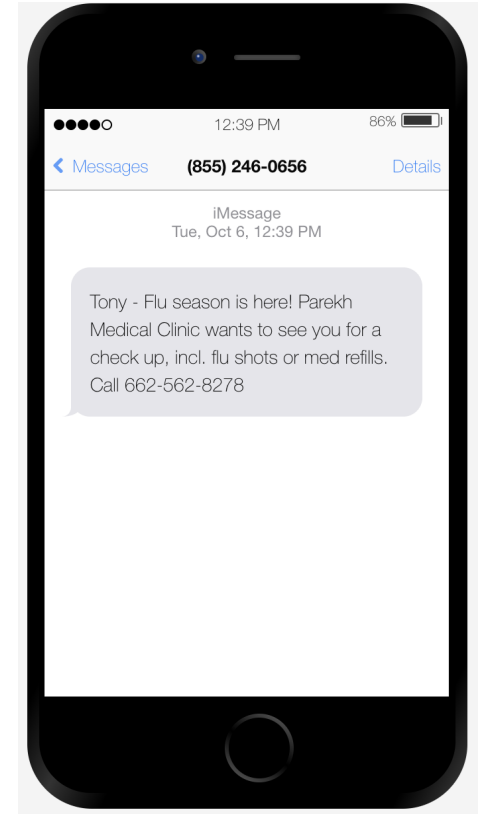 12:39 PM
86%
Messages
(855) 246-0656
Details
iMessage
Tue, Oct 6, 12:39 PM
Tony - Flu season is here! Parekh
Medical Clinic wants to see you for a
check up, incl. flu shots or med refills.
Call 662-562-8278